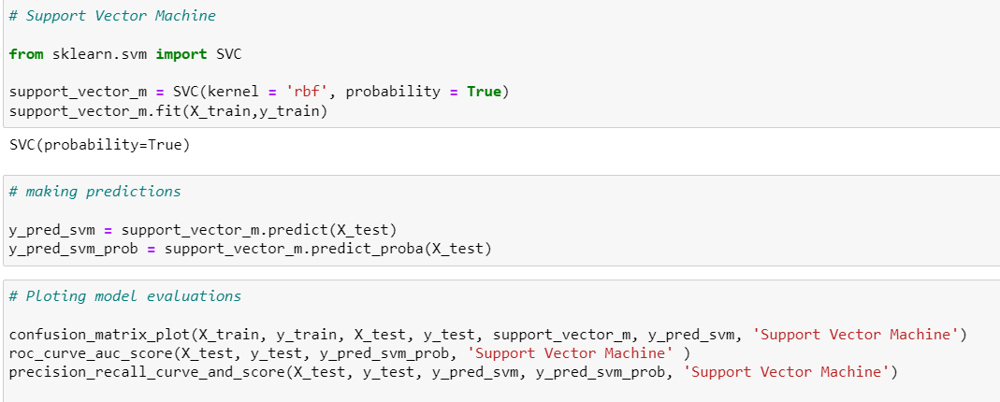 # Support Vector Machine
from sklearn.svm import SVC
support_vector_m = SVC(kernel = 'rbf', probability = True)
support_vector_m.fit(X_train,y_train)
SVC(probability=True)
# making predictions
y_pred_svm = support_vector_m.predict(X_test)
y_pred_svm_prob = support_vector_m.predict_proba(X_test)
# Ploting model evaluations
confusion_matrix_plot(X_train, y_train, X_test, y_test, support_vector_m, y_pred_svm, 'Support Vector Machine')
roc_curve_auc_score(X_test, y_test, y_pred_svm_prob, 'Support Vector Machine' )
precision_recall_curve_and_score(X_test, y_test, y_pred_svm, y_pred_svm_prob, 'Support Vector Machine')